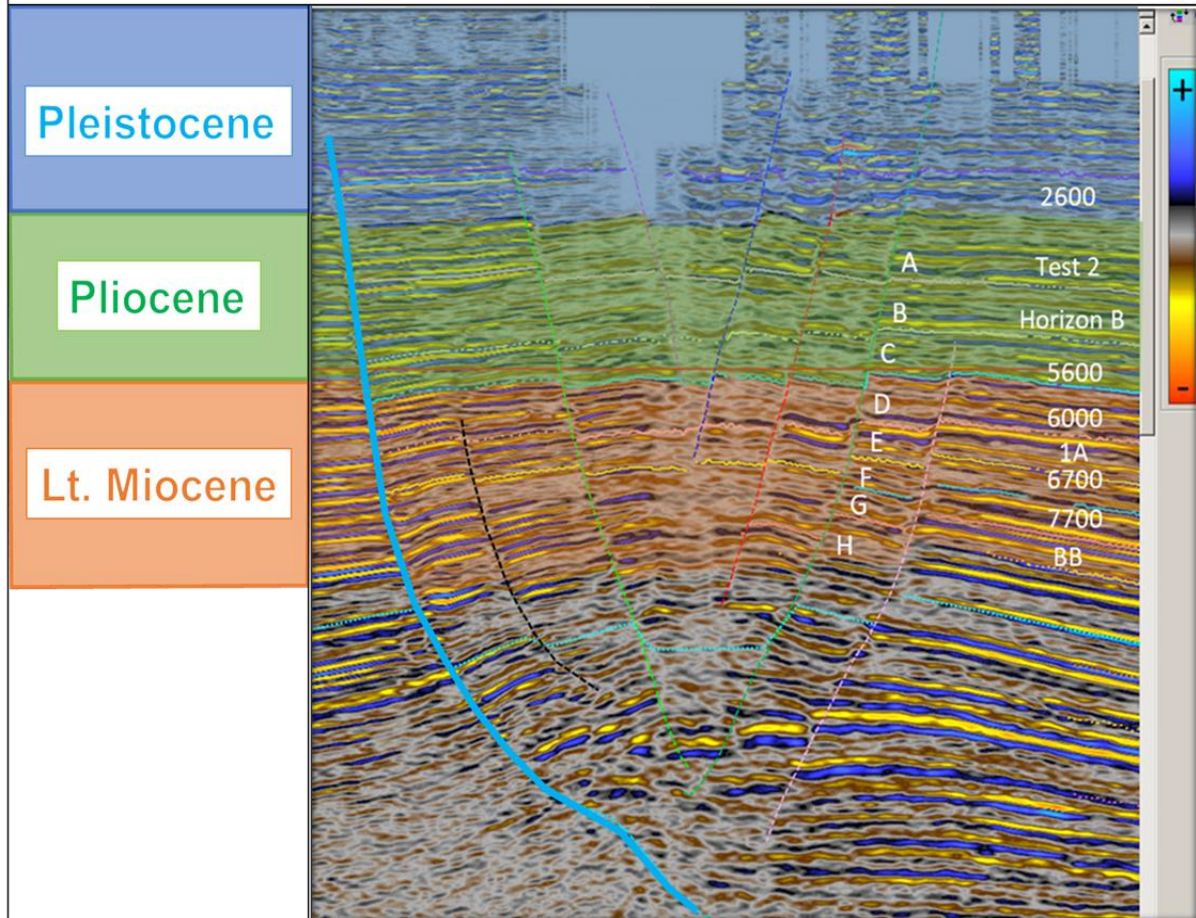 Pleistocene
Pliocene
Lt. Miocene
2600
A
Test 2
B
Horizon B
C
5600
D
6000
E
1A
F
6700
G
7700
H
BB
+
-